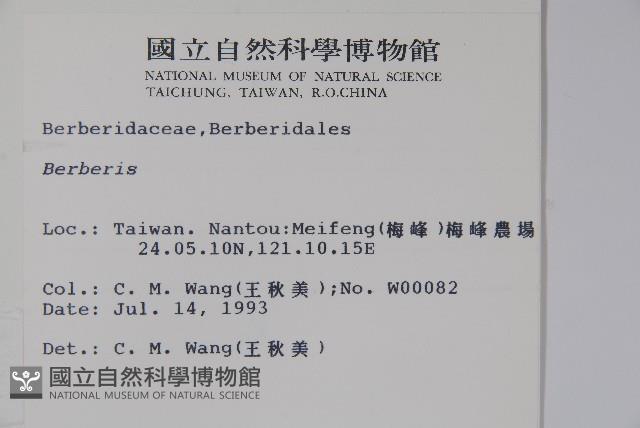 國立自然科學博物館
NATIONAL MUSEUM OF NATURAL SCIENCE
TAICHUNG, TAIWAN, R.O.CHINA
Berberidaceae,Berberidales
Berberis
Loc.: Taiwan. Nantou:Meifeng(梅峰)梅峰農場
24.05.10N,121.10.15E
Col.: C. M. Wang(王秋美);No. W00082
Date: Jul. 14, 1993
Det.: C. M. Wang(王秋美)
國立自然科學博物館
NATIONAL MUSEUM OF NATURAL SCIENCE